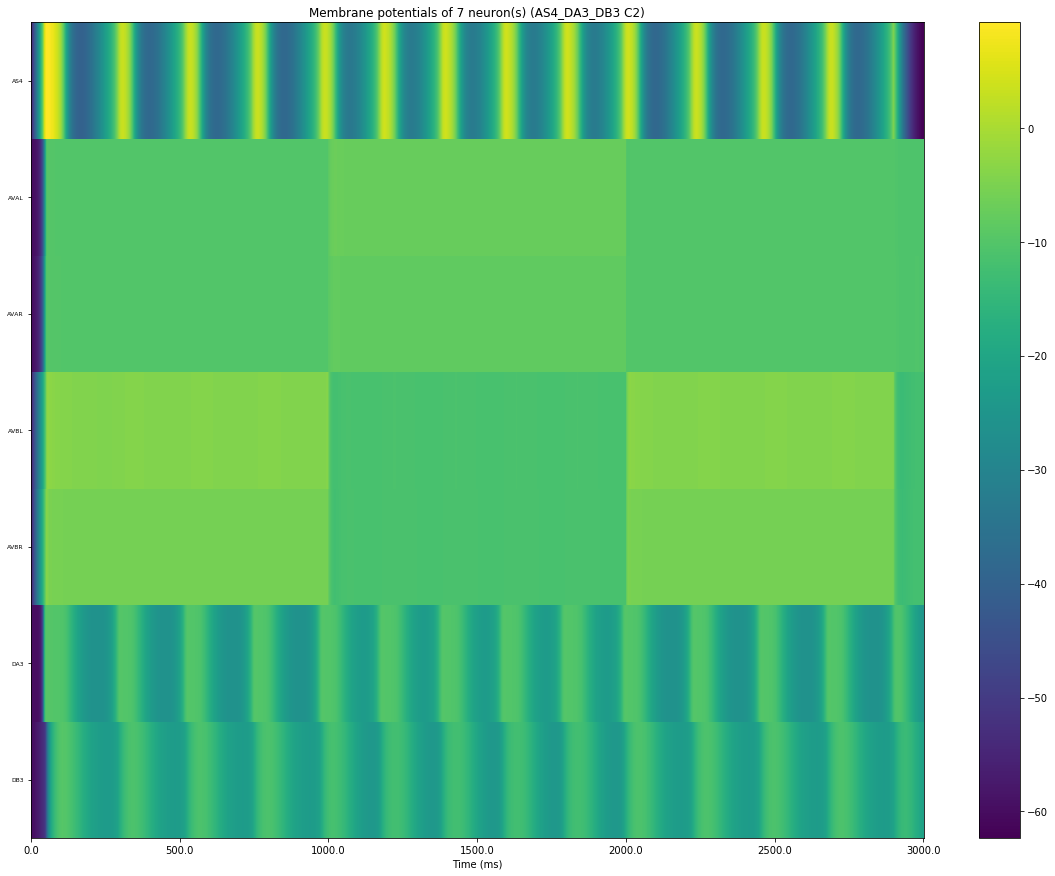 Membrane potentials of 7 neuron(s) (AS4_DA3_DB3 C2)
AS4
AVAL
AVAR
AVBL
AVBR
DA3
DB3
0.0 500.0 1000.0 1500.0 2000.0 2500.0 3000.0
Time (ms)
0
−10
−20
−30
−40
−50
−60